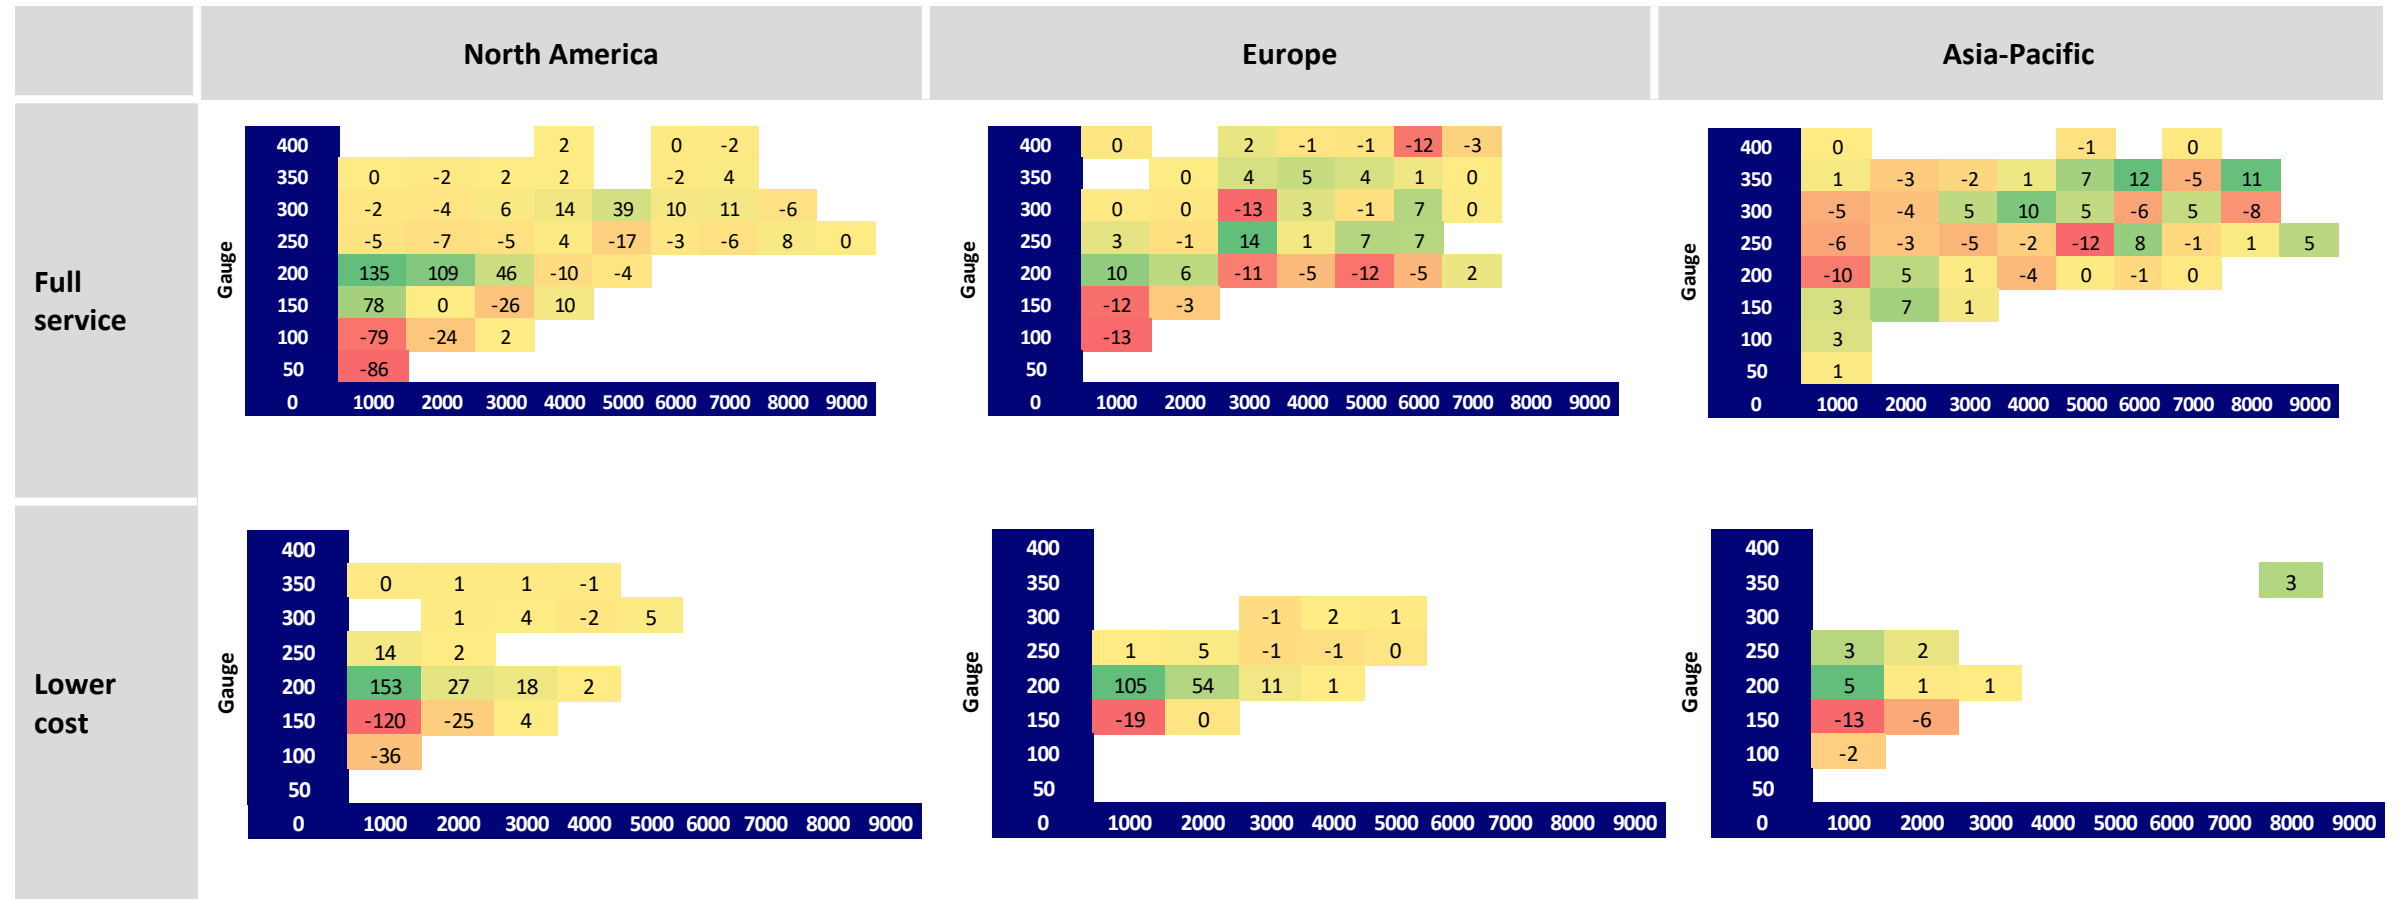 North America Europe Asia-Pacific
Full
service
Gauge
400 2 0 -2
350 0 -2 2 2 -2 4
300 -2 -4 6 14 39 10 11 -6
250 -5 -7 -5 4 -17 -3 -6 8 0
200 135 109 46 -10 -4
150 78 0 -26 10
100 -79 -24 2
50 -86
0 1000 2000 3000 4000 5000 6000 7000 8000 9000
Gauge
400 0 2 -1 -1 -12 -3
350 0 4 5 4 1 0
300 0 0 -13 3 -1 7 0
250 3 -1 14 1 7 7
200 10 6 -11 -5 -12 -5 2
150 -12 -3
100 -13
50
0 1000 2000 3000 4000 5000 6000 7000 8000 9000
Gauge
400 0 -1 0
350 1 -3 -2 1 7 12 -5 11
300 -5 -4 5 10 5 -6 5 -8
250 -6 -3 -5 -2 -12 8 -1 1 5
200 -10 5 1 -4 0 -1 0
150 3 7 1
100 3
50 1
0 1000 2000 3000 4000 5000 6000 7000 8000 9000
Lower
cost
Gauge
400
350 0 1 1 -1
300 1 4 -2 5
250 14 2
200 153 27 18 2
150 -120 -25 4
100 -36
50
0 1000 2000 3000 4000 5000 6000 7000 8000 9000
Gauge
400
350
300 -1 2 1
250 1 5 -1 -1 0
200 105 54 11 1
150 -19 0
100
50
0 1000 2000 3000 4000 5000 6000 7000 8000 9000
Gauge
400
350 3
300
250 3 2
200 5 1 1
150 -13 -6
100 -2
50
0 1000 2000 3000 4000 5000 6000 7000 8000 9000